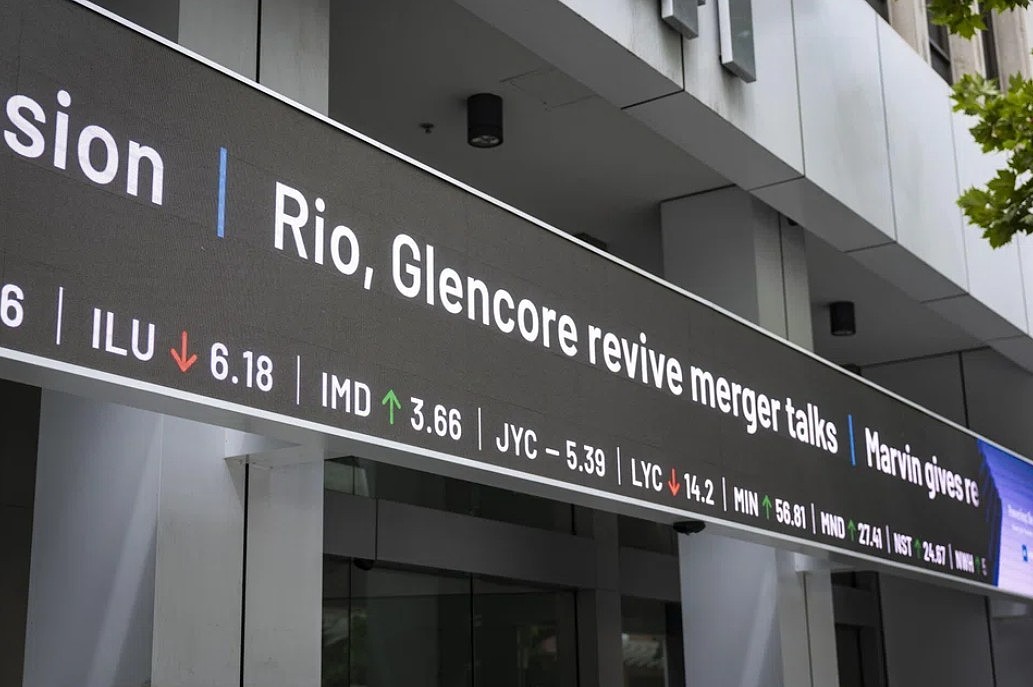 sion | Rio, Glencore revive merger talks | Marvin gives re
6 | ILU ↓ 6.18 | IMD ↑ 3.66 | JYC – 5.39 | LYC ↓ 14.2 | MIN ↑ 56.81 | MND ↑ 27.41 | NST ↑ 24.67 | NWH ↑ 5